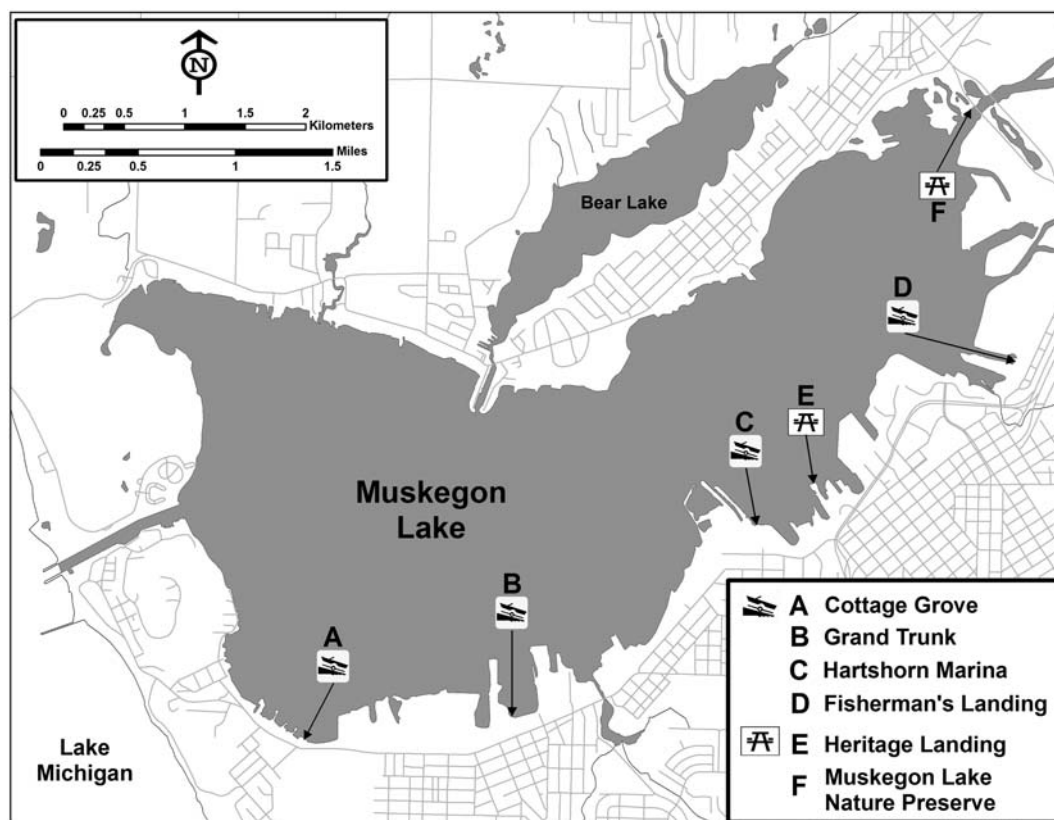 N
0 0.25 0.5 1 1.5 2
Kilometers
Miles
0 0.25 0.5 1 1.5
Bear Lake
F
D
E
C
Muskegon
Lake
B
A
Lake
Michigan
A Cottage Grove
B Grand Trunk
C Hartshorn Marina
D Fisherman's Landing
E Heritage Landing
F Muskegon Lake
Nature Preserve